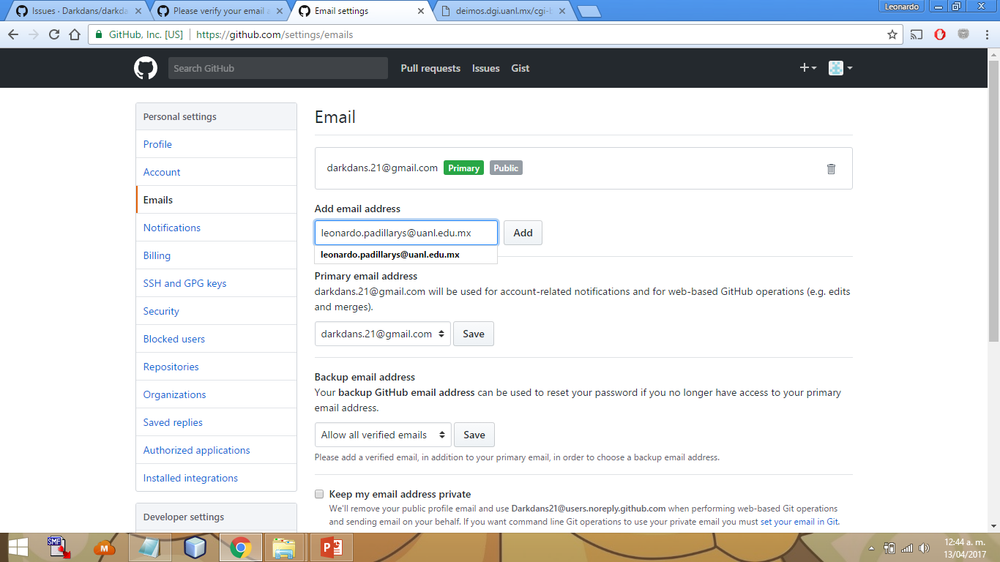 Issues · Darkdans/darkda
Please verify your email a
Email settings
deimos.dgi.uanl.mx/cgi-b
Leonardo
GitHub, Inc. [US]
https://github.com/settings/emails
Search GitHub
Pull requests
Issues
Gist
Personal settings
Profile
Account
Emails
Notifications
Billing
SSH and GPG keys
Security
Blocked users
Repositories
Organizations
Saved replies
Authorized applications
Installed integrations
Developer settings
Email
darkdans.21@gmail.com Primary Public
Add email address
leonardo.padillarys@uanl.edu.mx Add
leonardo.padillarys@uanl.edu.mx
Primary email address
darkdans.21@gmail.com will be used for account-related notifications and for web-based GitHub operations (e.g. edits
and merges).
darkdans.21@gmail.com Save
Backup email address
Your backup GitHub email address can be used to reset your password if you no longer have access to your primary
email address.
Allow all verified emails Save
Please add a verified email, in addition to your primary email, in order to choose a backup email address.
Keep my email address private
We'll remove your public profile email and use Darkdans21@users.noreply.github.com when performing web-based Git operations
and sending email on your behalf. If you want command line Git operations to use your private email you must set your email in Git.
SMF
M
P
12:44 a. m.
13/04/2017